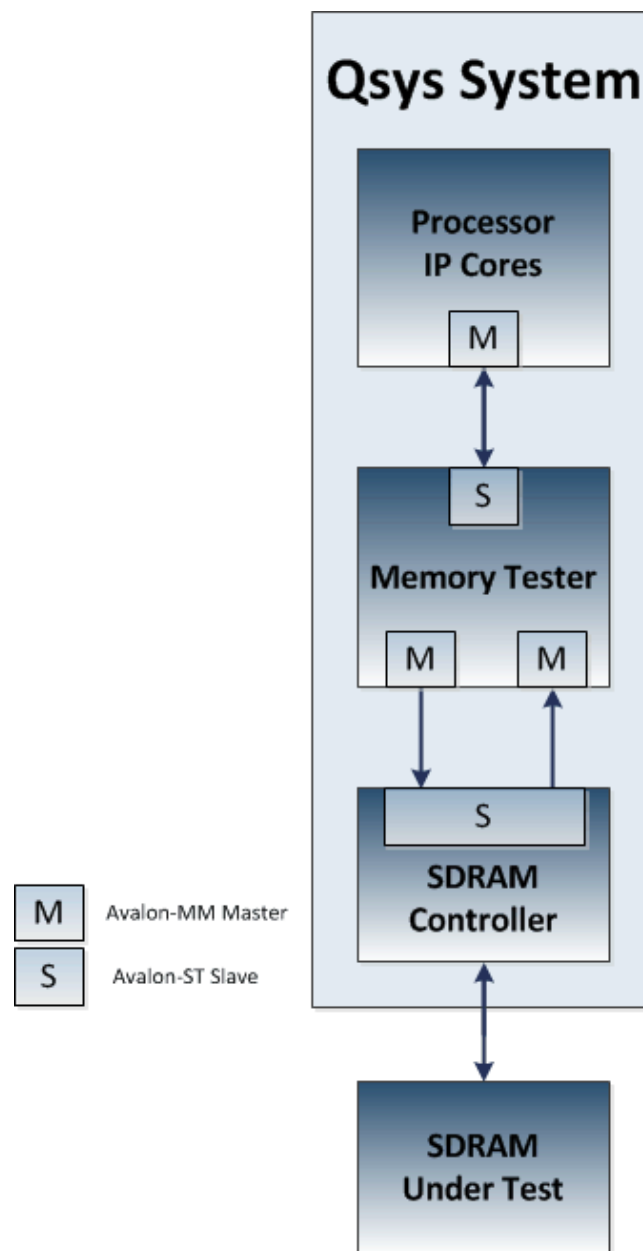 Qsys System
Processor
IP Cores
M
S
Memory Tester
M M
S
SDRAM
Controller
M Avalon-MM Master
S Avalon-ST Slave
SDRAM
Under Test